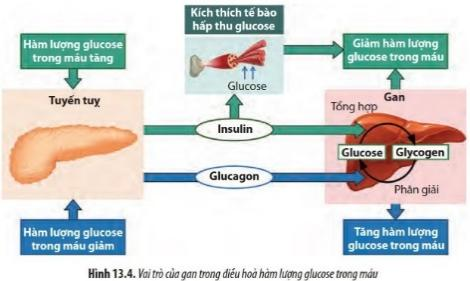 Kích thích tế bào
hấp thu glucose
Hàm lượng glucose
trong máu tăng
Giảm hàm lượng
glucose trong máu
Glucose
Tuyến tuỵ
Gan
Tổng hợp
Insulin
Glucose
Glycogen
Glucagon
Phân giải
Hàm lượng glucose
trong máu giảm
Tăng hàm lượng
glucose trong máu
Hình 13.4. Vai trò của gan trong điều hoà hàm lượng glucose trong máu